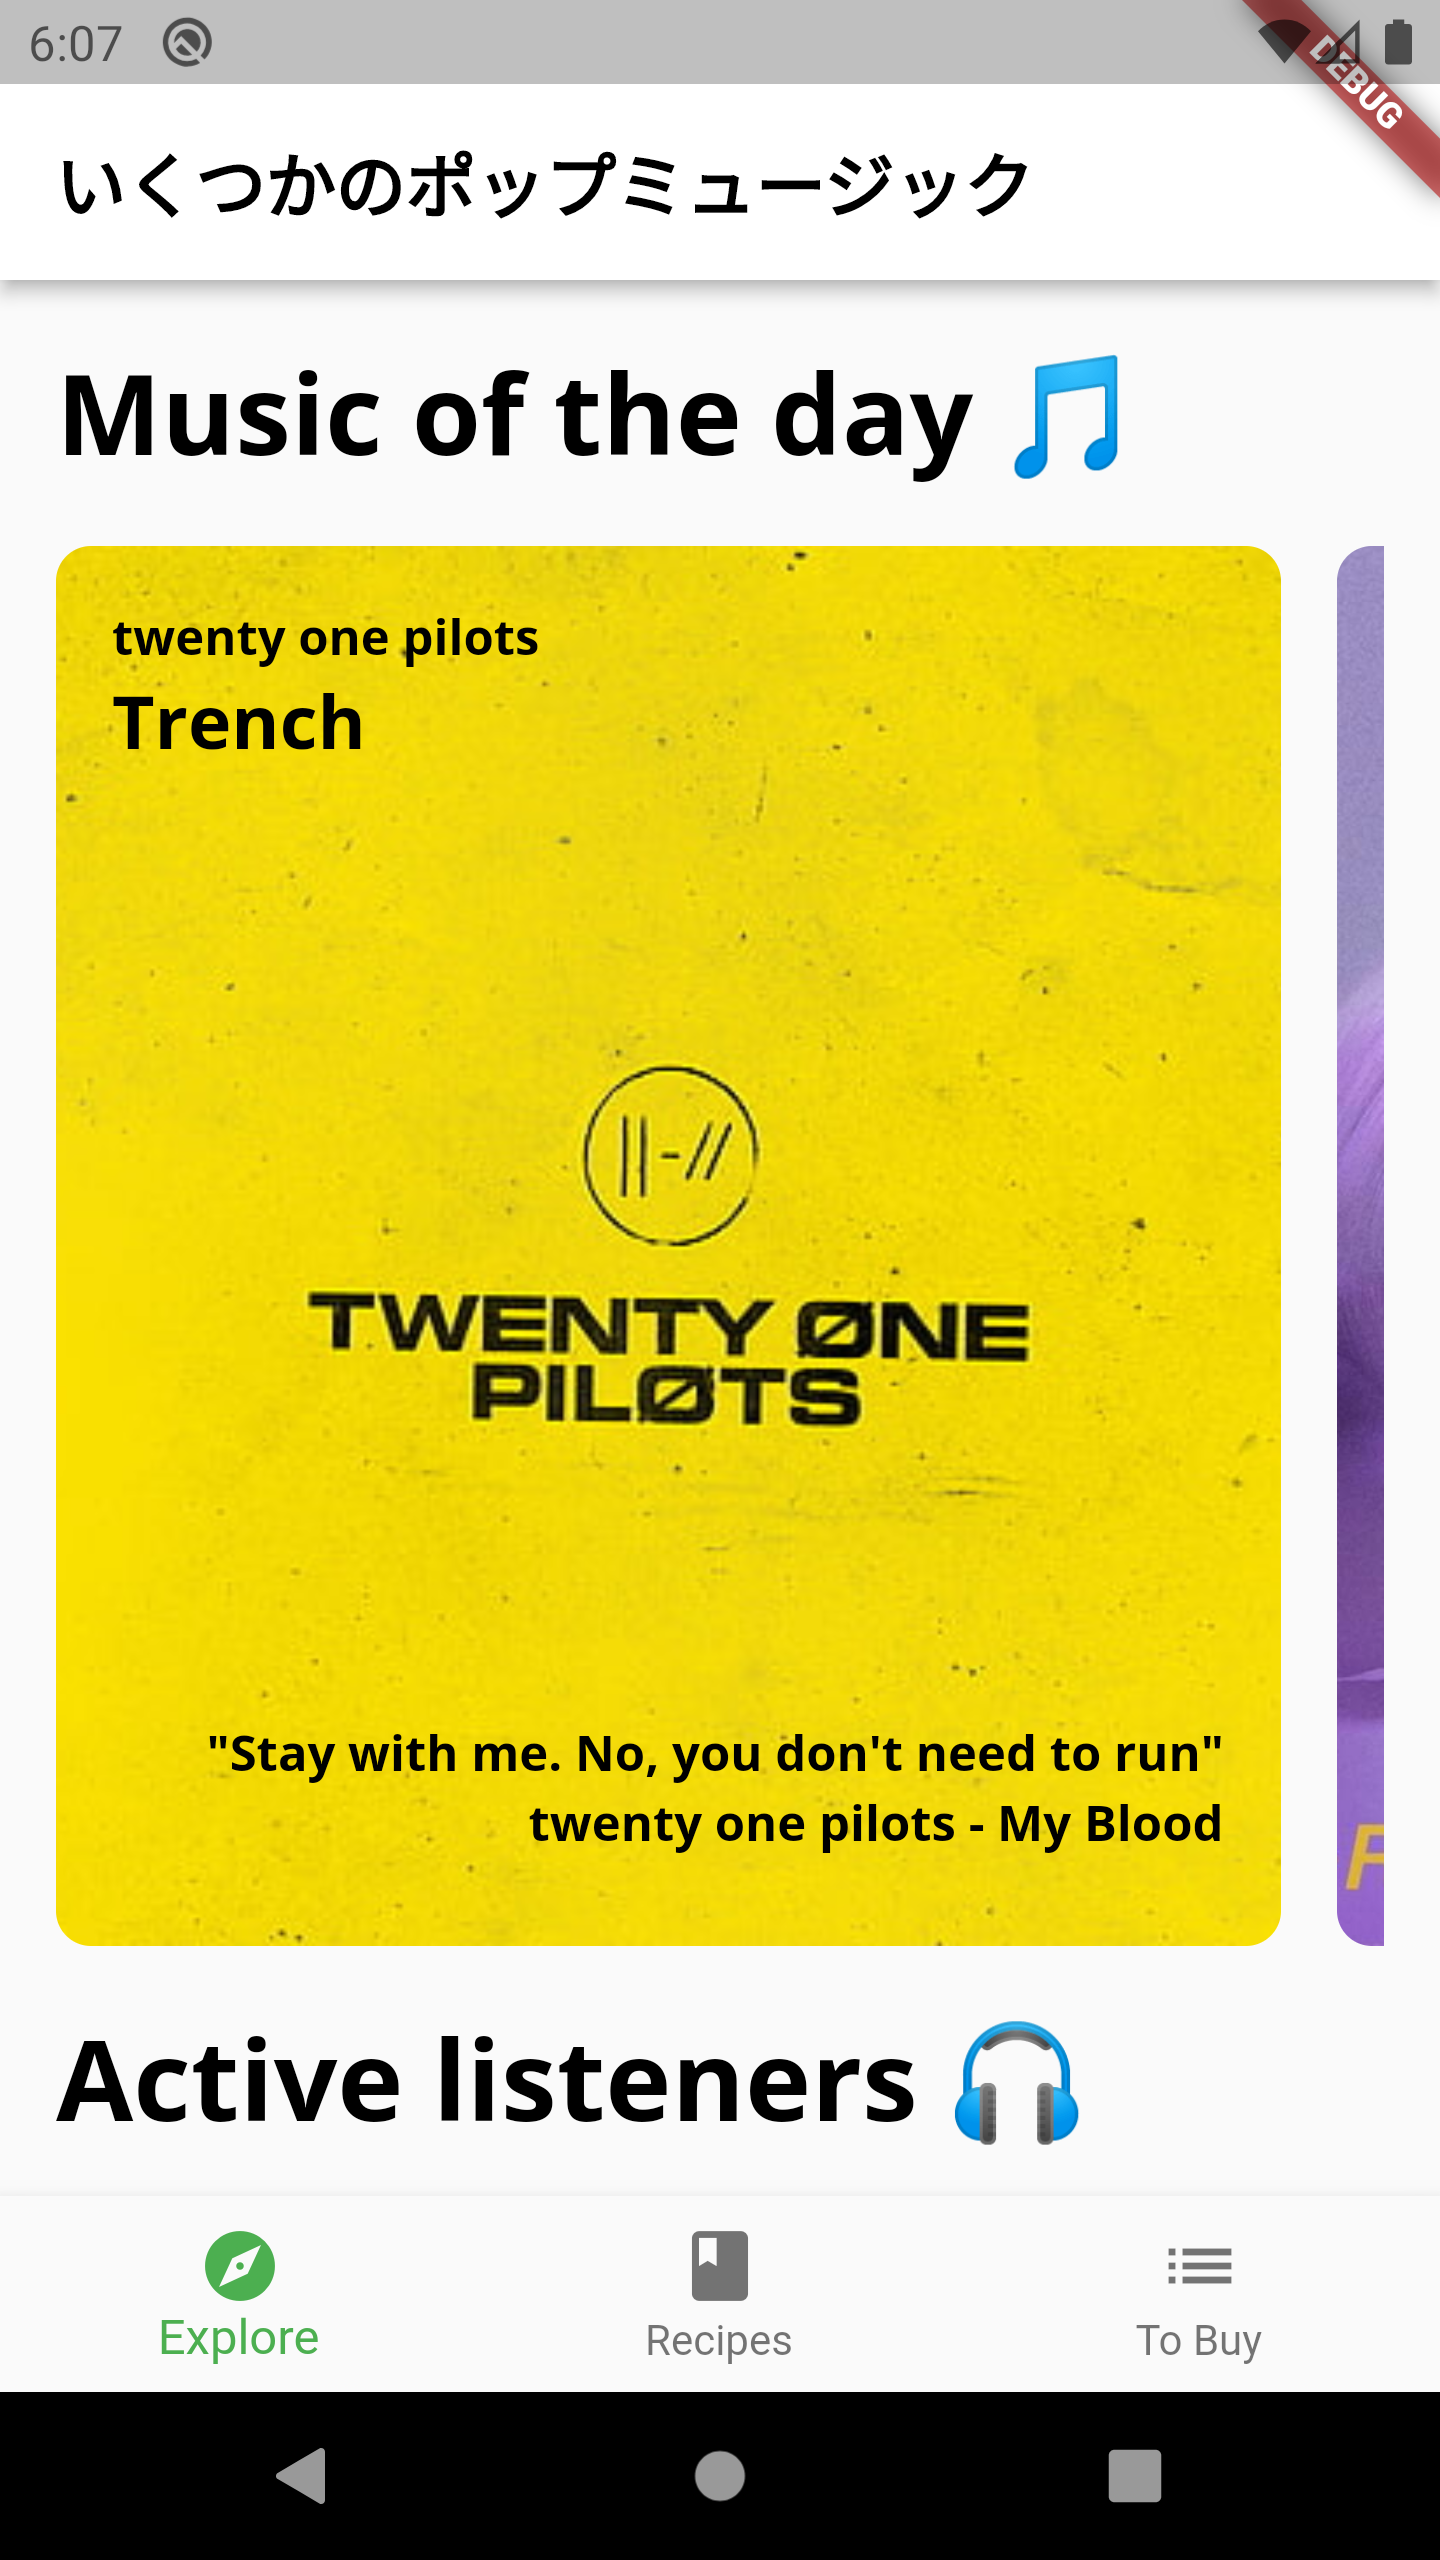 6:07
DEBUG
いくつかのポップミュージック
Music of the day 🎵
twenty one pilots
Trench
||-//
TWENTY ØNE
PILØTS
"Stay with me. No, you don't need to run"
twenty one pilots - My Blood
F
Active listeners 🎧
Explore
Recipes
To Buy